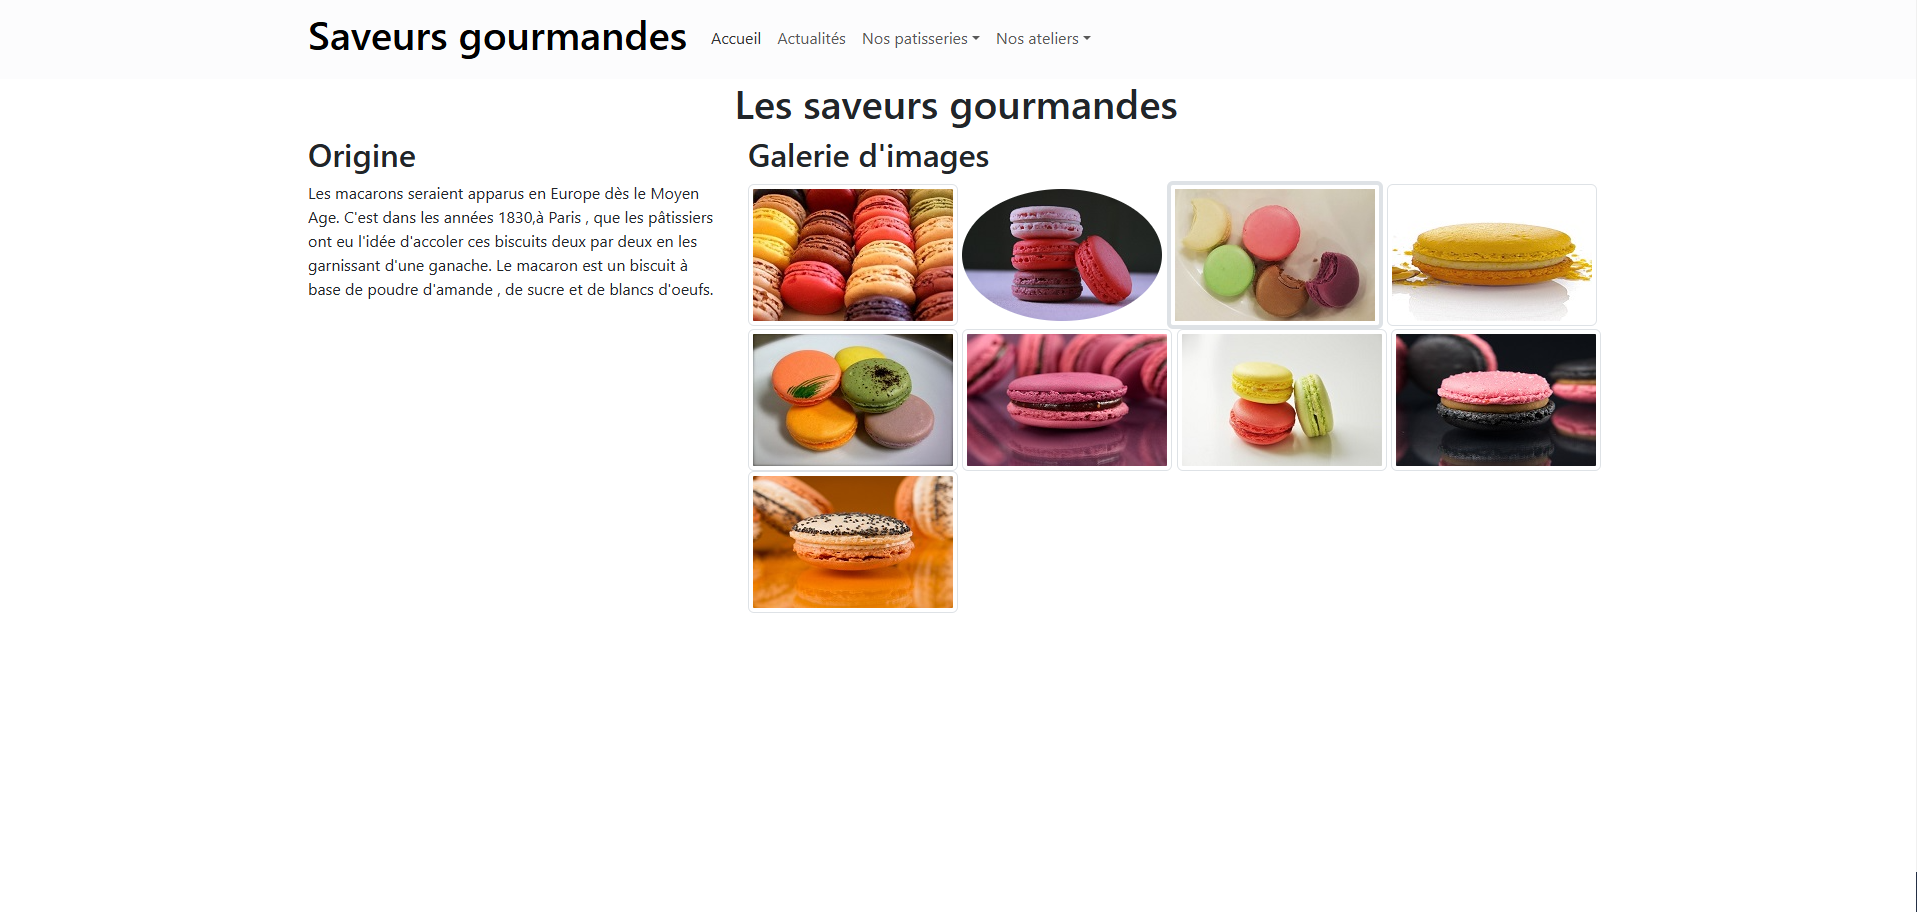 Saveurs gourmandes Accueil Actualités Nos patisseries Nos ateliers
Les saveurs gourmandes
Origine
Les macarons seraient apparus en Europe dès le Moyen
Age. C'est dans les années 1830,à Paris , que les pâtissiers
ont eu l'idée d'accoler ces biscuits deux par deux en les
garnissant d'une ganache. Le macaron est un biscuit à
base de poudre d'amande , de sucre et de blancs d'oeufs.
Galerie d'images